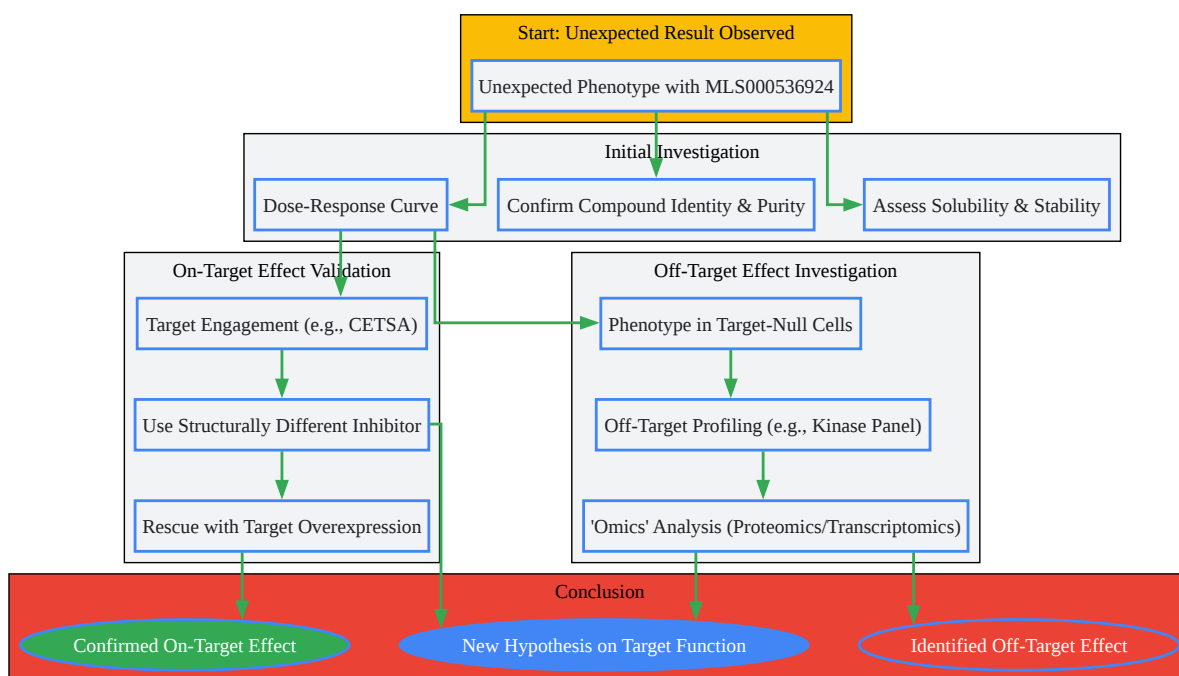 Start: Unexpected Result Observed
Unexpected Phenotype with MLS000536924
Initial Investigation
Dose-Response Curve
Confirm Compound Identity & Purity
Assess Solubility & Stability
On-Target Effect Validation
Off-Target Effect Investigation
Target Engagement (e.g., CETSA)
Phenotype in Target-Null Cells
Use Structurally Different Inhibitor
Off-Target Profiling (e.g., Kinase Panel)
Rescue with Target Overexpression
'Omics' Analysis (Proteomics/Transcriptomics)
Conclusion
Confirmed On-Target Effect
New Hypothesis on Target Function
Identified Off-Target Effect